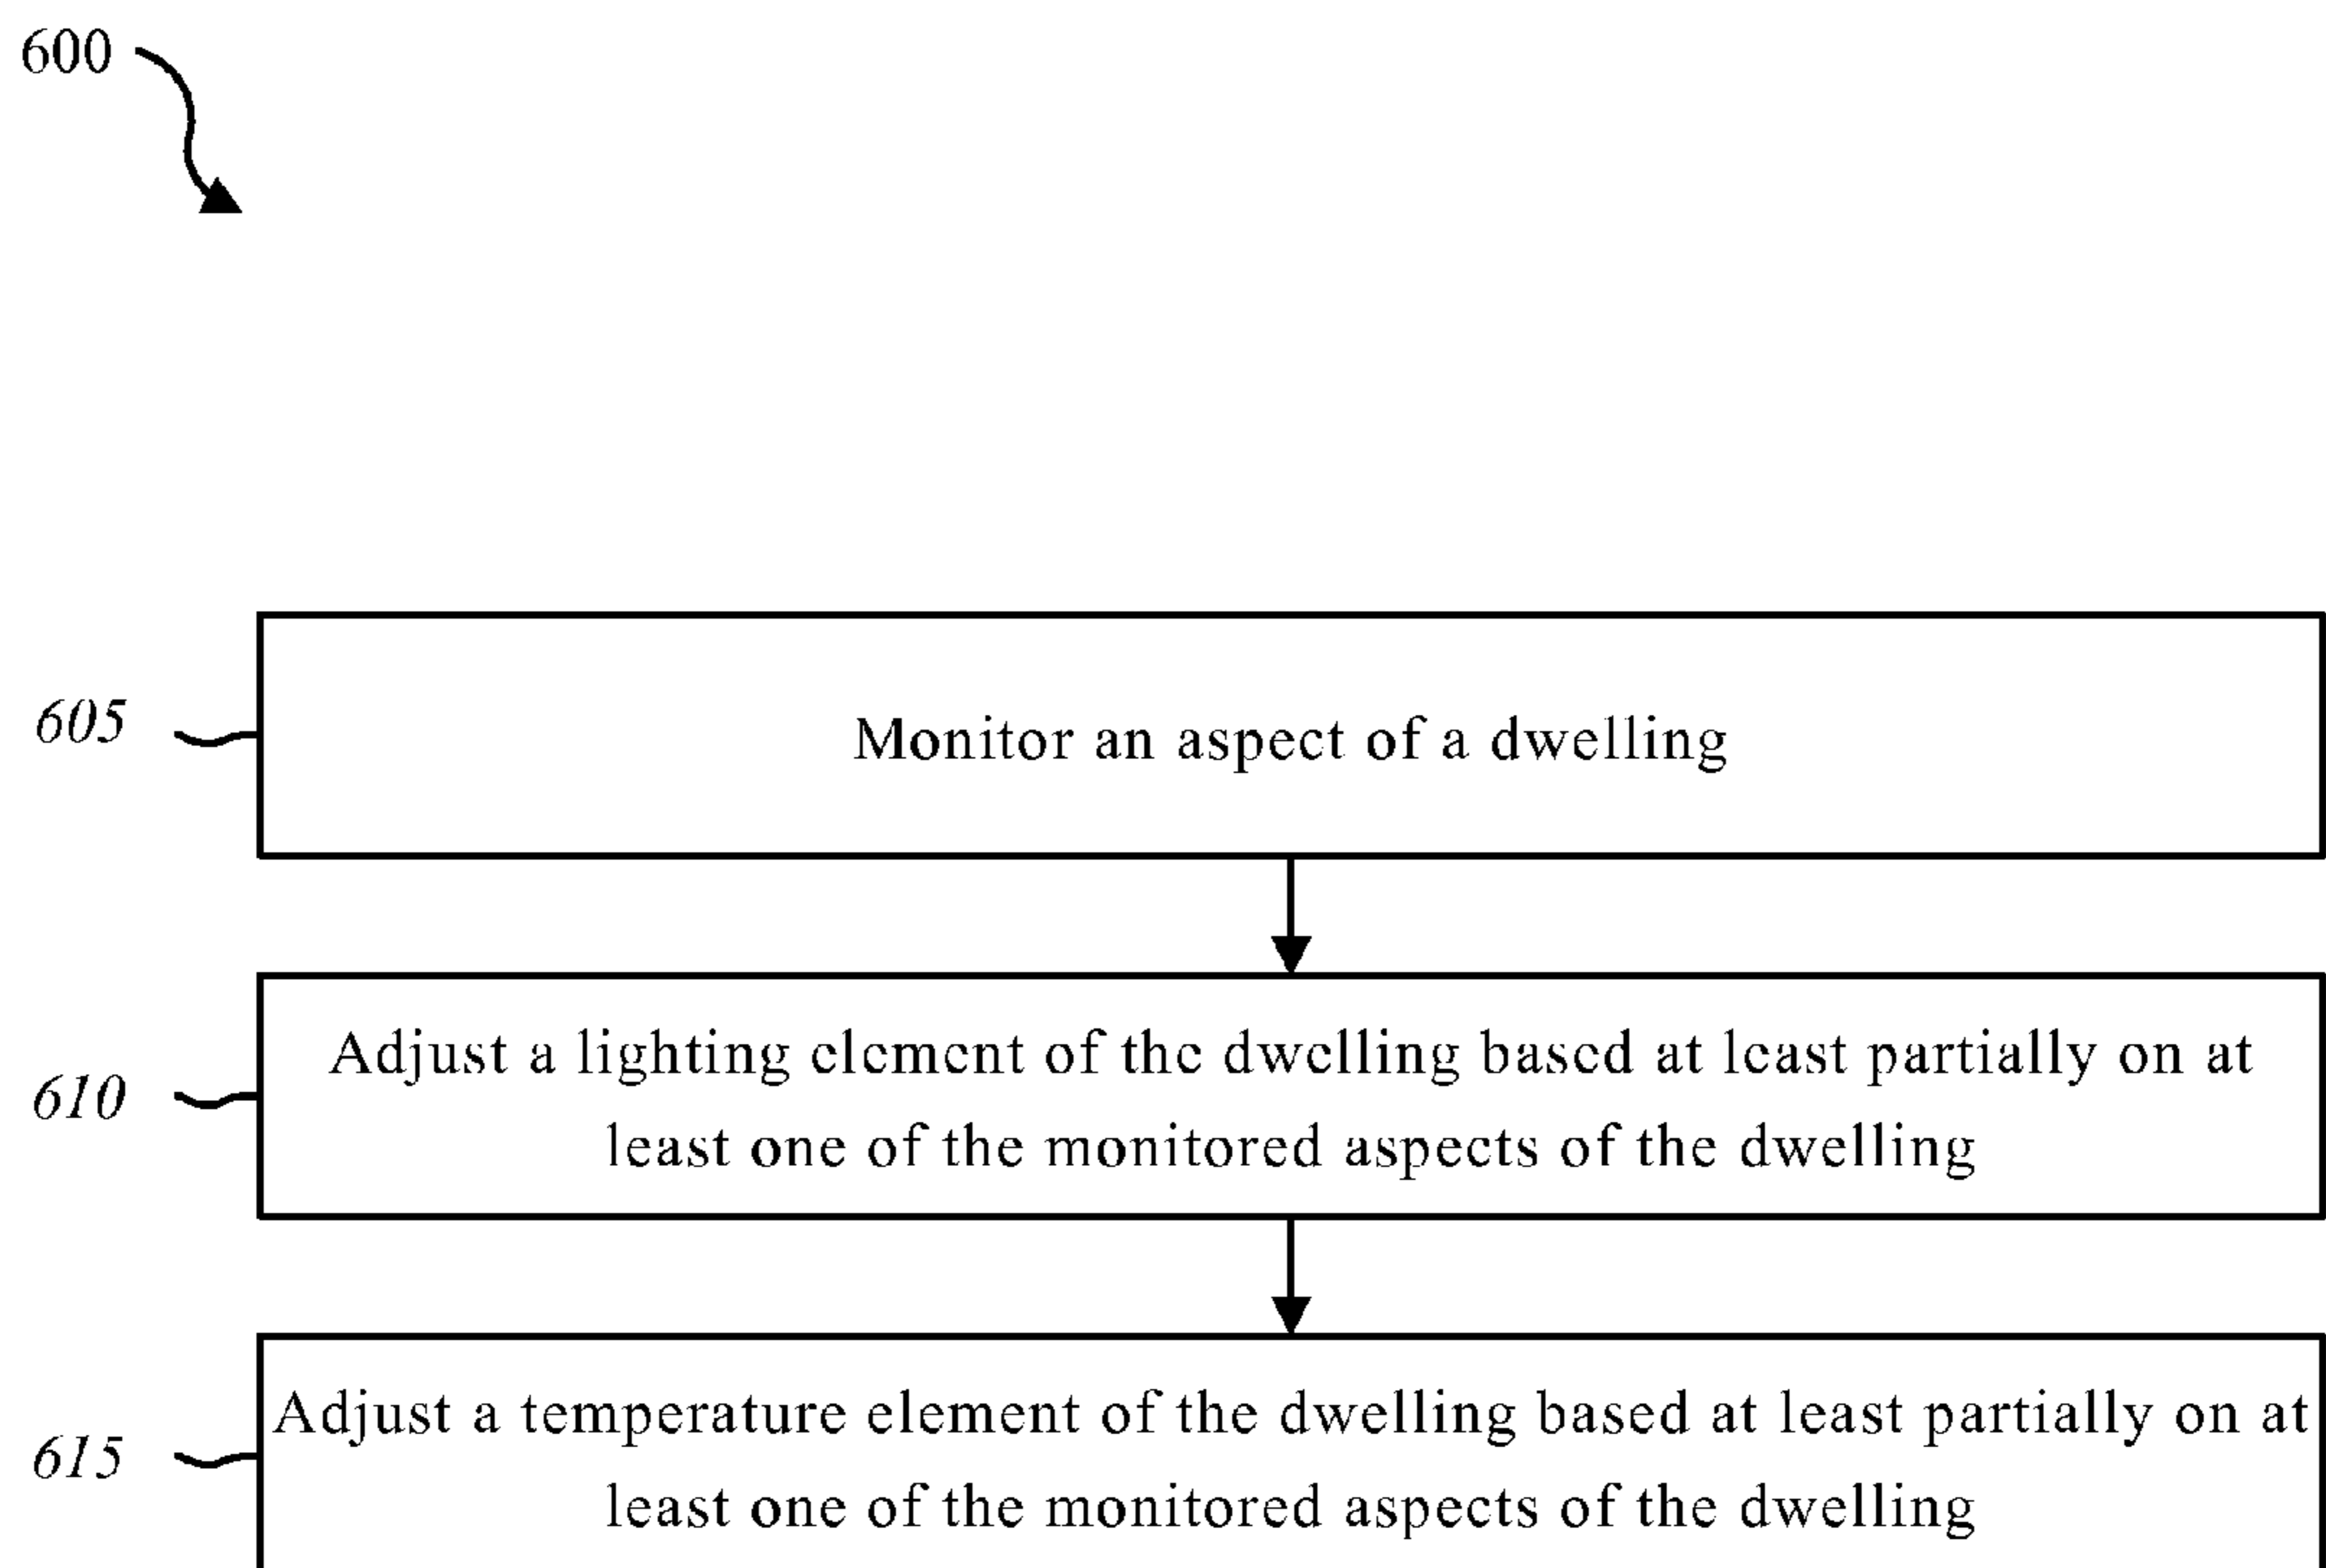 600
605
Monitor an aspect of a dwelling
610
Adjust a lighting element of the dwelling based at least partially on at
least one of the monitored aspects of the dwelling
615
Adjust a temperature element of the dwelling based at least partially on at
least one of the monitored aspects of the dwelling